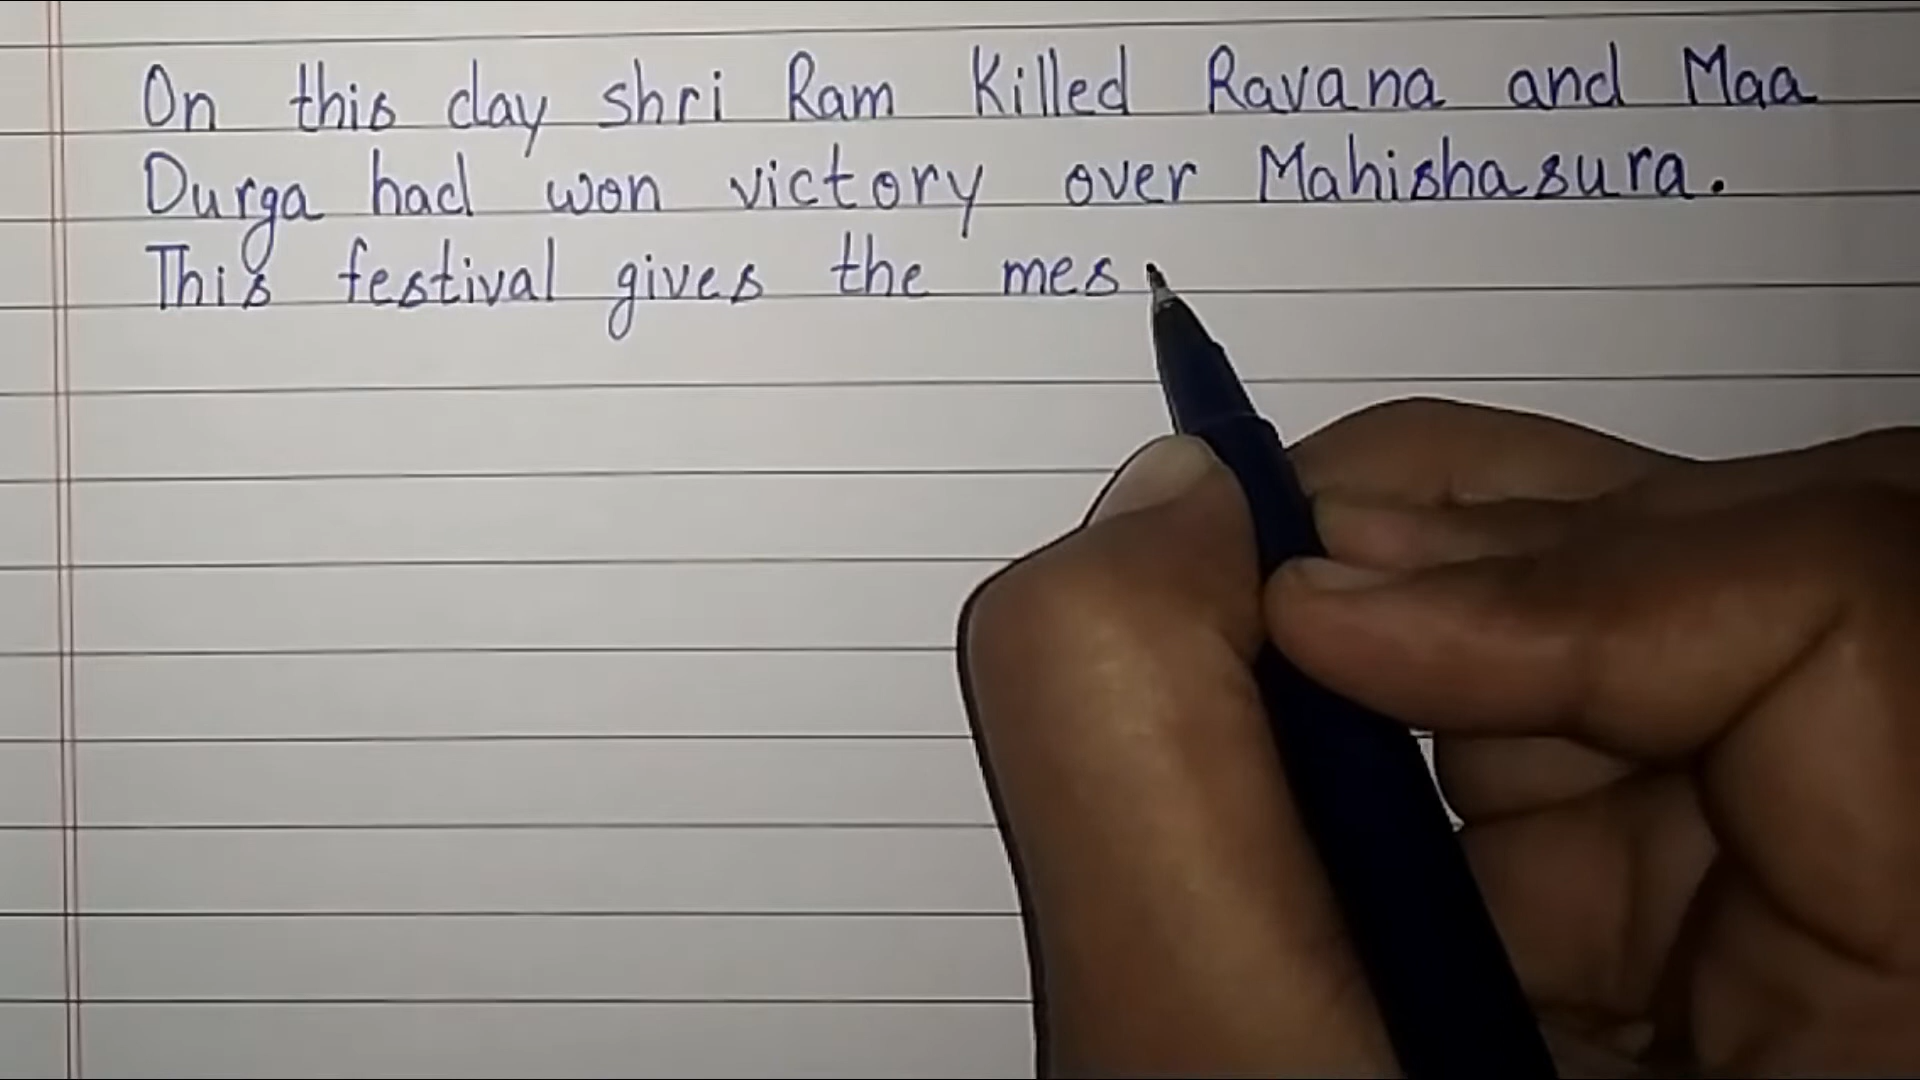 On this day shri Ram Killed Ravana and Maa
Durga had won victory over Mahishasura.
This festival gives the mes